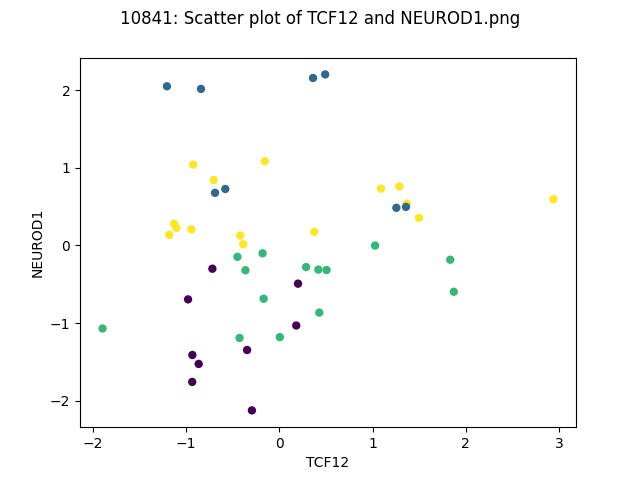 10841: Scatter plot of TCF12 and NEUROD1.png
2
1
0
−1
−2
NEUROD1
−2 −1 0 1 2 3
TCF12